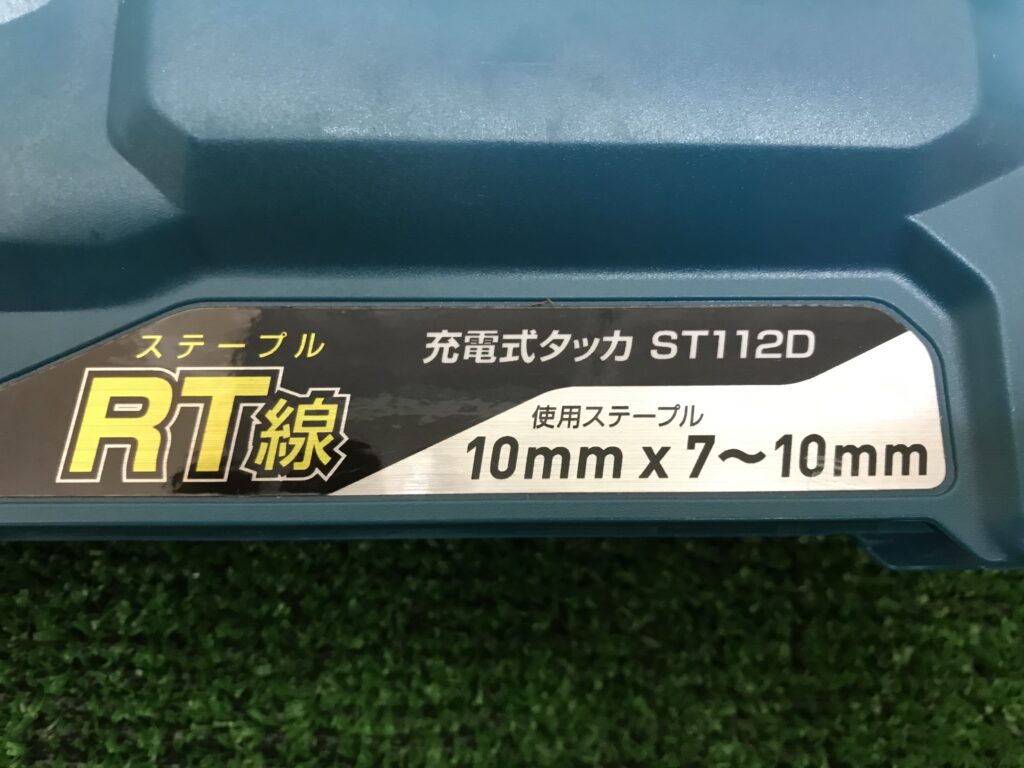 ステープル
RT線
充電式タッカ ST112D
使用ステープル
10mm x 7〜10mm